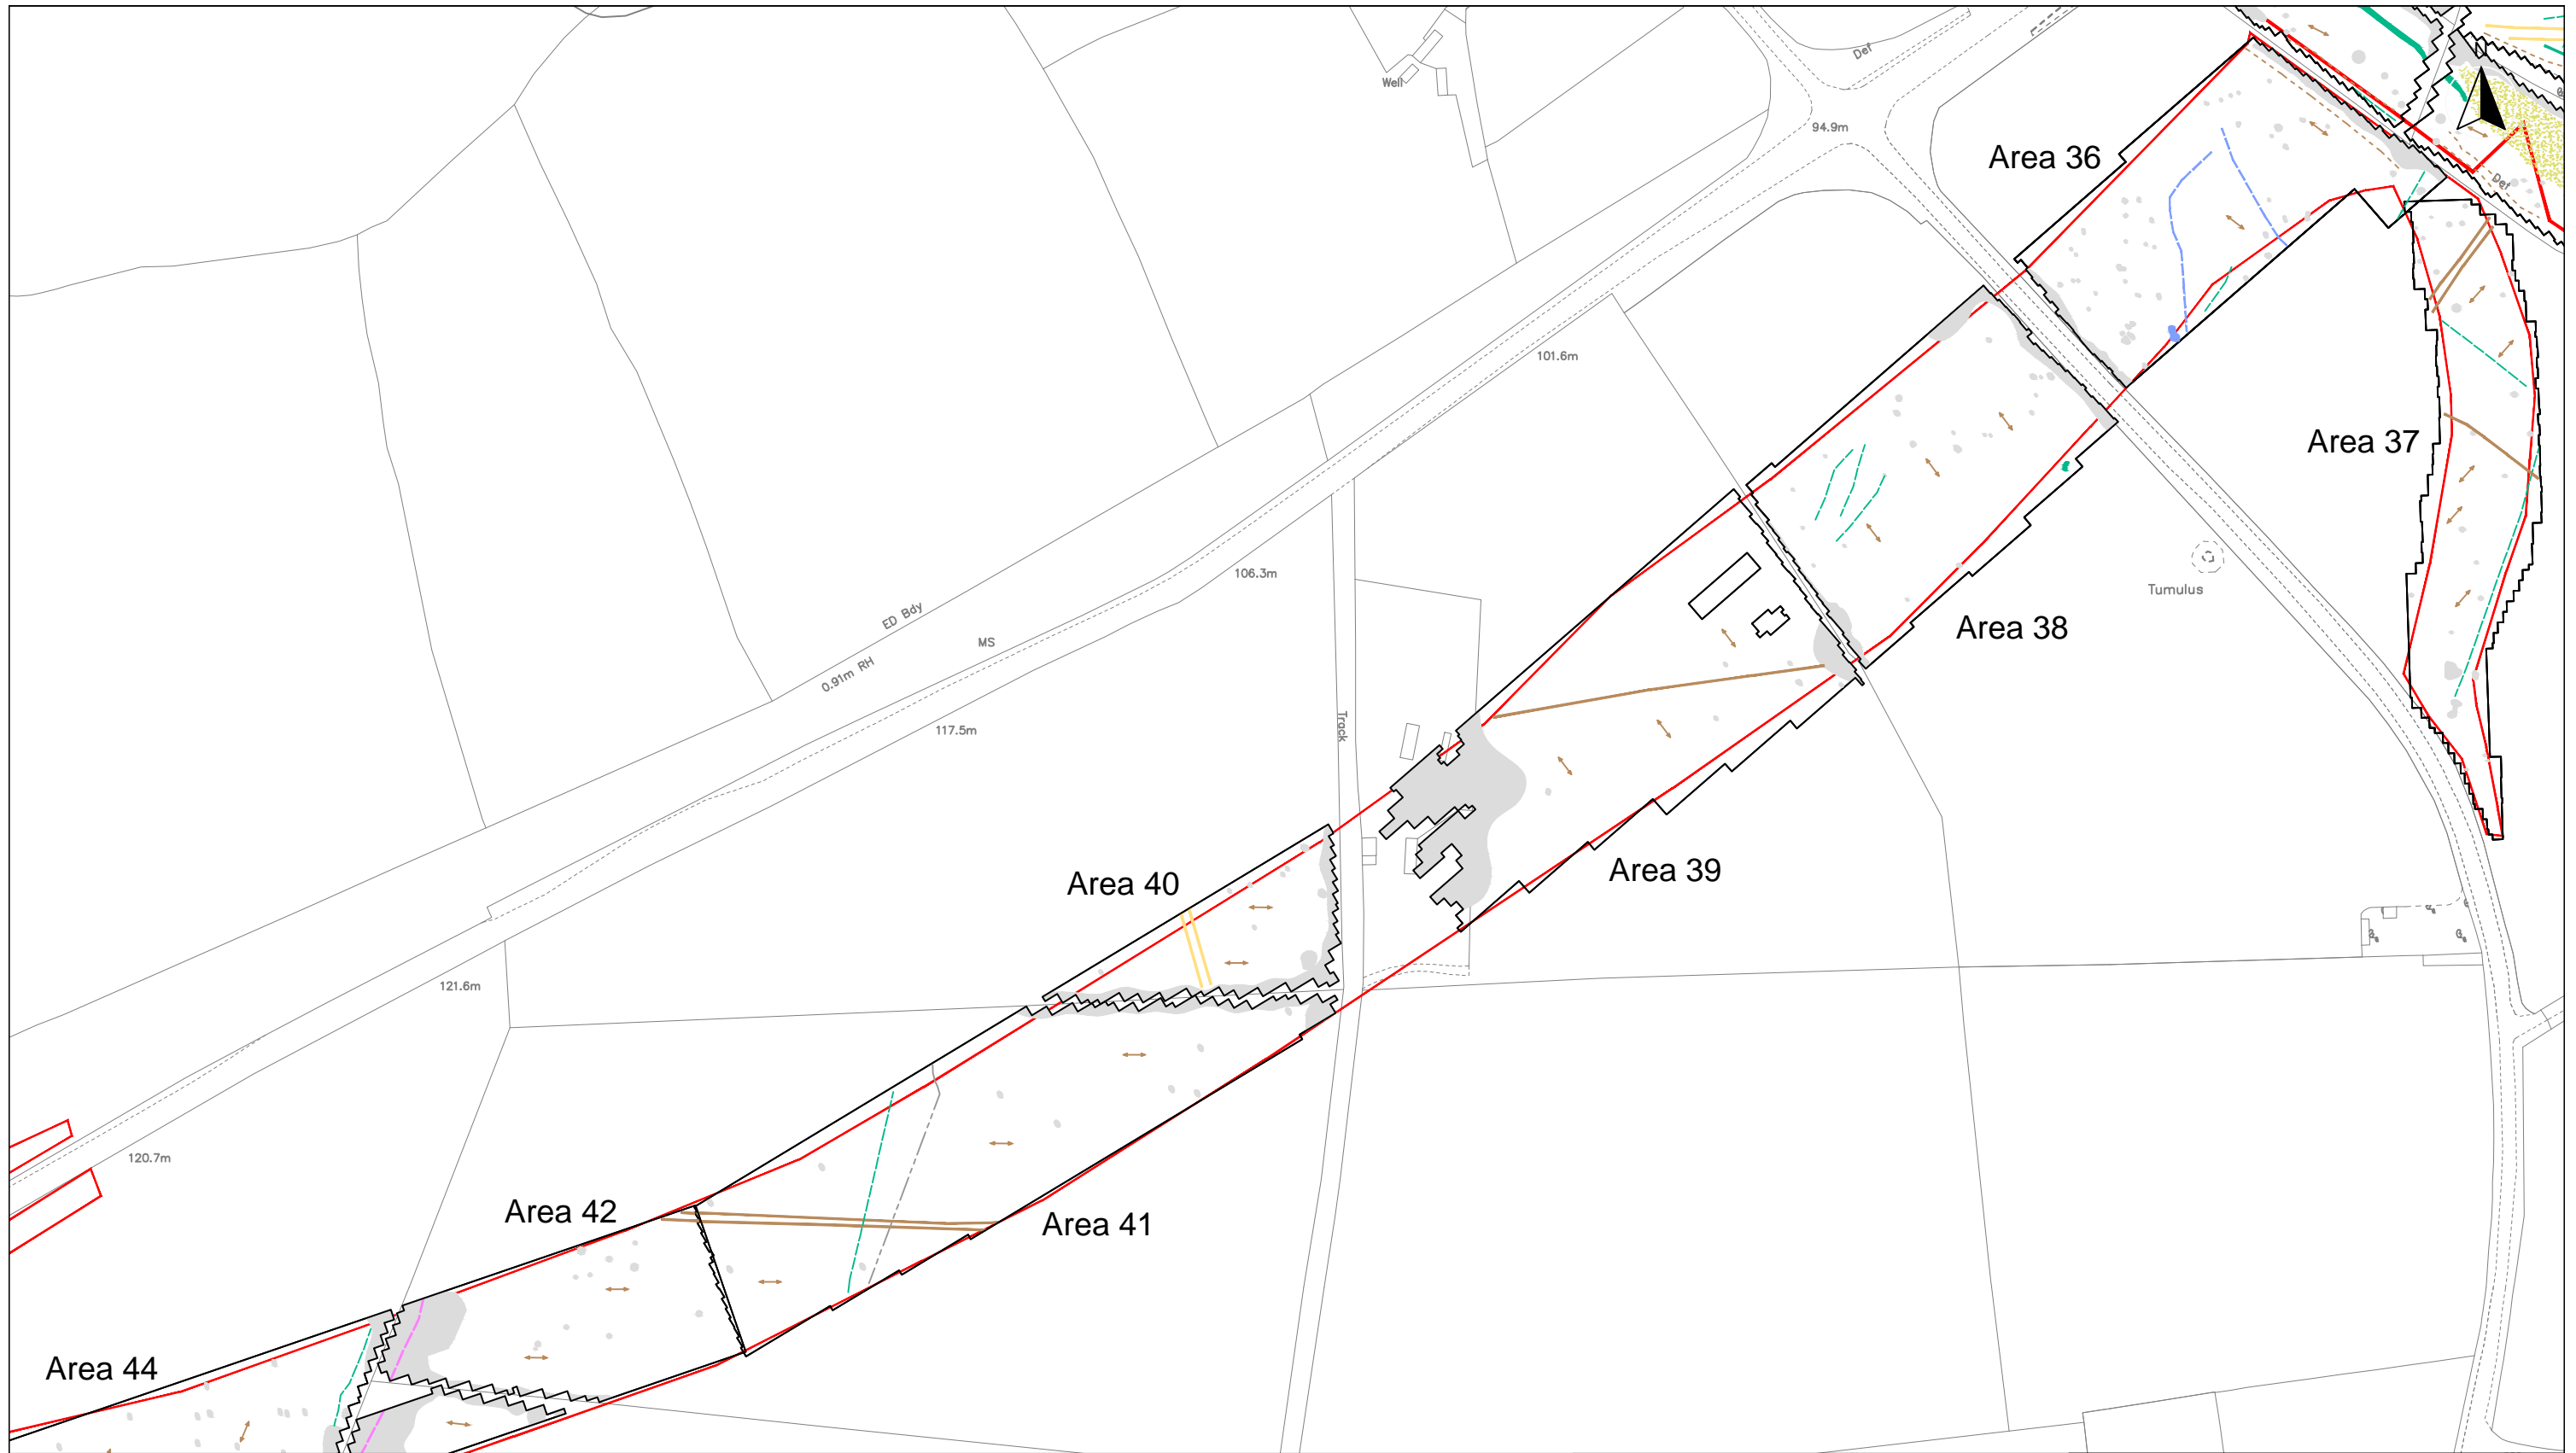 Def
Well
94.9m
N
Area 36
Def
101.6m
Area 37
106.3m
Tumulus
ED Bdy
Area 38
MS
0.91m RH
Track
117.5m
Area 39
Area 40
121.6m
120.7m
Area 42
Area 41
Area 44